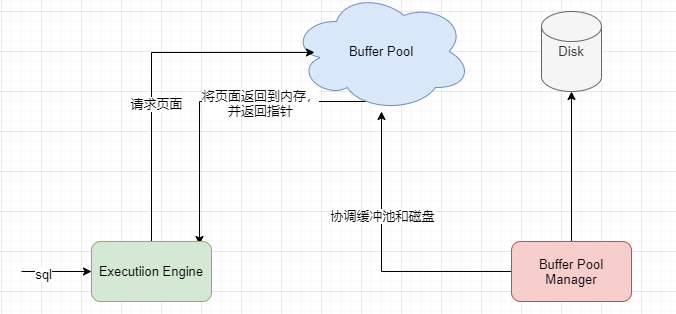 Buffer Pool
Disk
请求页面
将页面返回到内存，
并返回指针
协调缓冲池和磁盘
sql
Executiion Engine
Buffer Pool
Manager